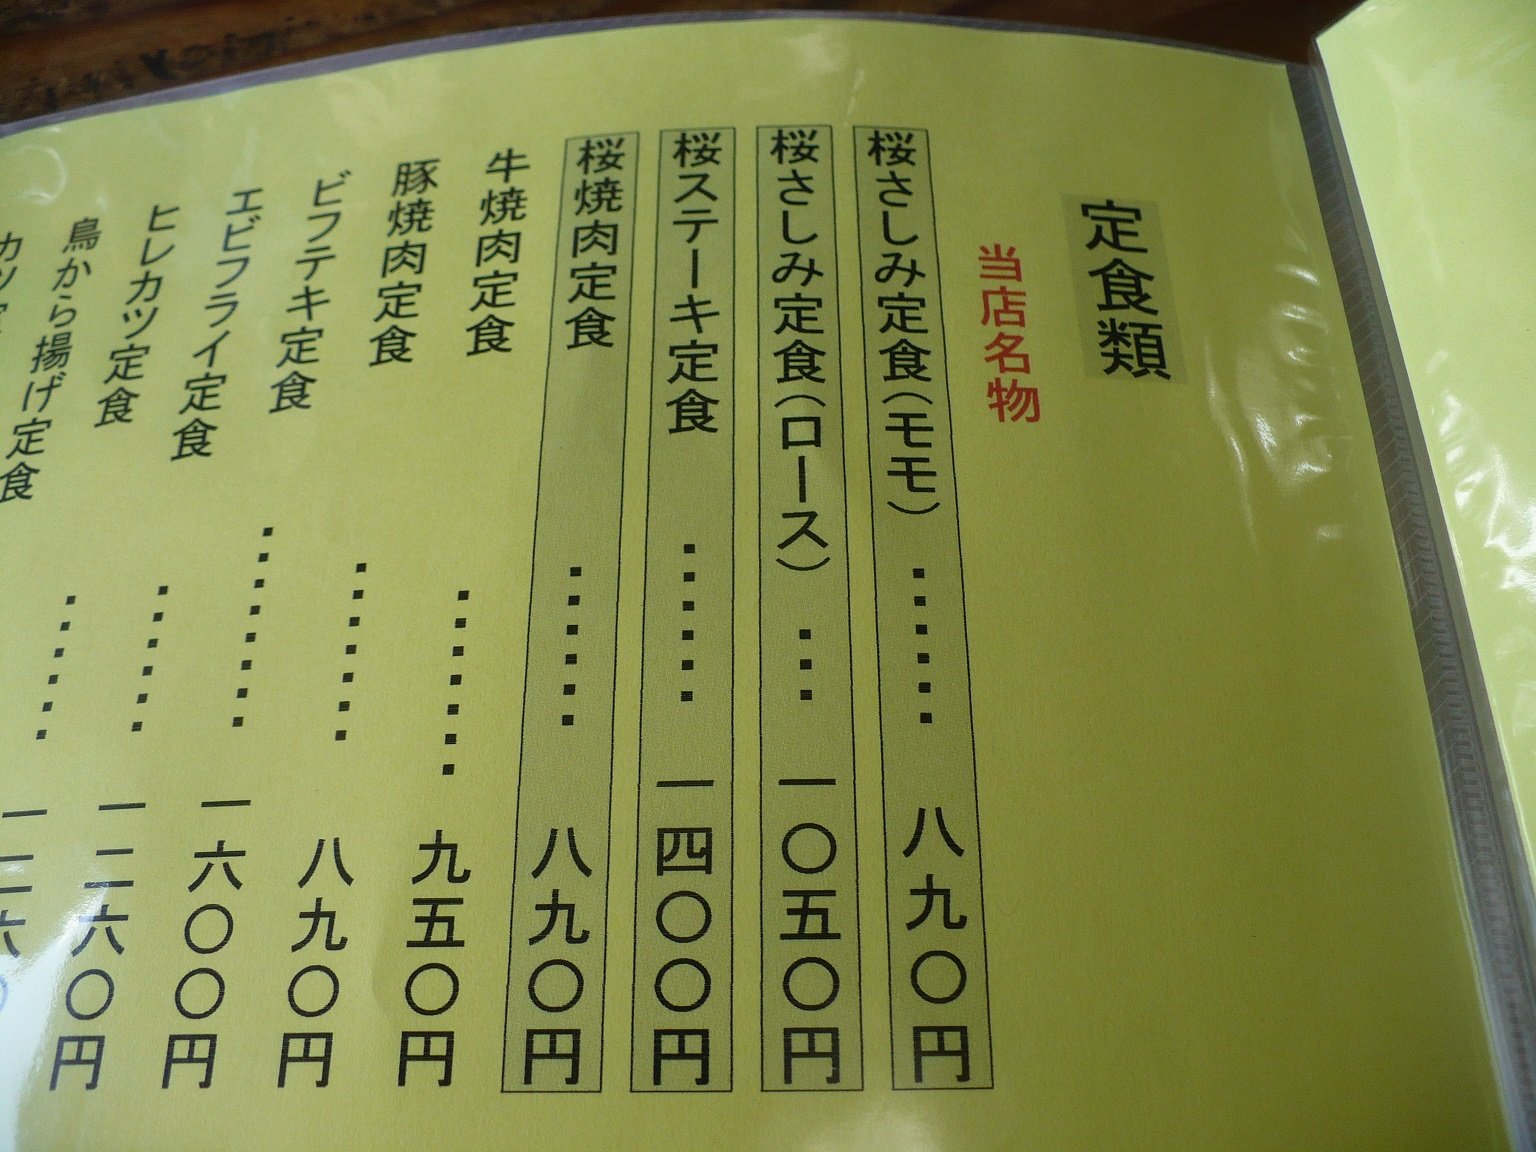 定食類
当店名物
桜さしみ定食（モモ）・・・・・・八九〇円
桜さしみ定食（ロース）・・・一〇五〇円
桜ステーキ定食・・・・・・一四〇〇円
桜焼肉定食・・・・・・八九〇円
牛焼肉定食・・・・・・・九五〇円
豚焼肉定食・・・・・・・八九〇円
ビフテキ定食・・・・・・・・一六〇〇円
エビフライ定食・・・・・・一二六〇円
ヒレカツ定食・・・・・・一二六〇
鳥から揚げ定食
カツ